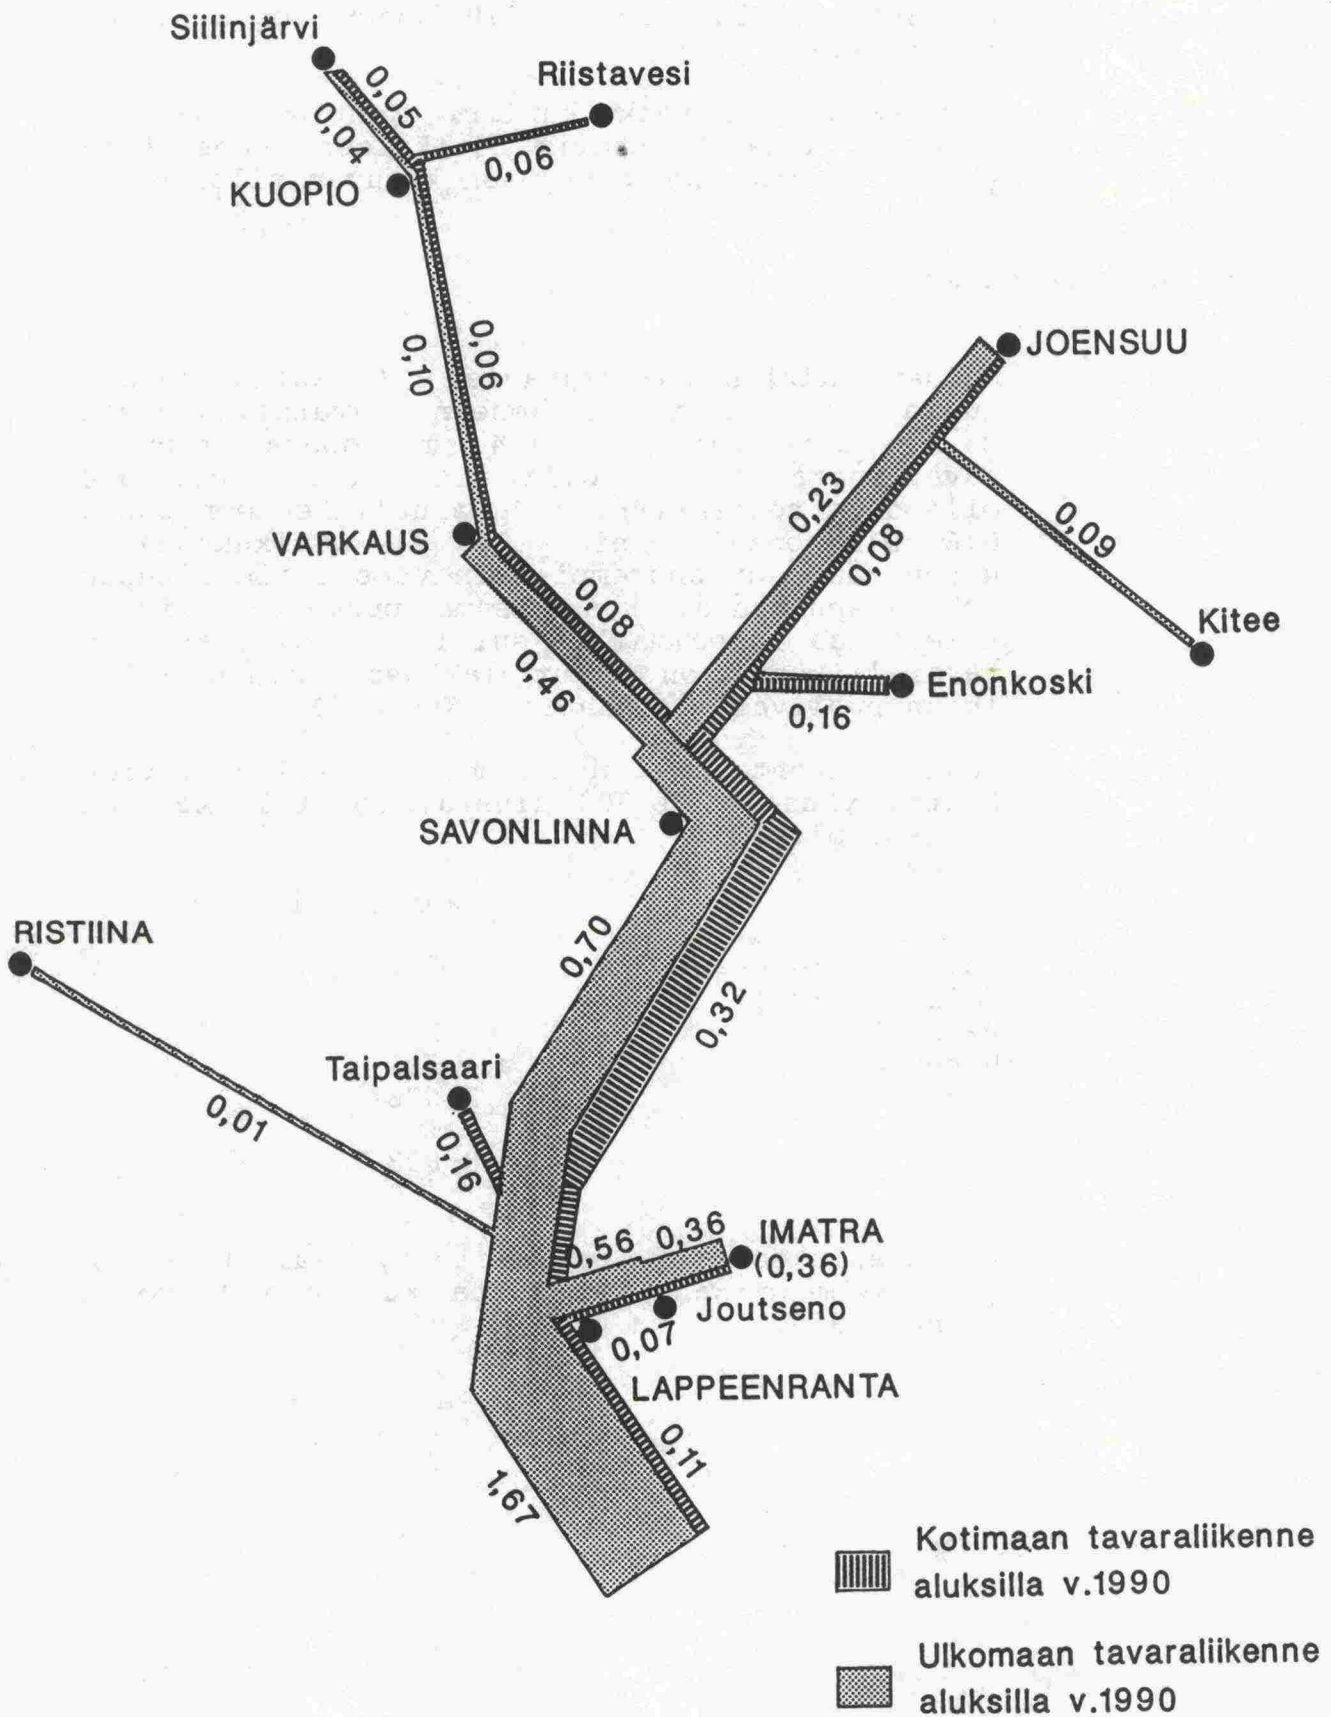 Siilinjärvi
0,05
0,04
Riistavesi
0,06
KUOPIO
0,06
0,10
JOENSUU
0,23
0,08
0,09
VARKAUS
0,08
0,46
Kitee
Enonkoski
0,16
SAVONLINNA
0,70
0,32
RISTIINA
0,01
Taipalsaari
0,16
0,56
0,36
IMATRA
(0,36)
Joutseno
0,07
LAPPEENRANTA
0,11
1,67
Kotimaan tavaraliikenne
aluksilla v.1990
Ulkomaan tavaraliikenne
aluksilla v.1990